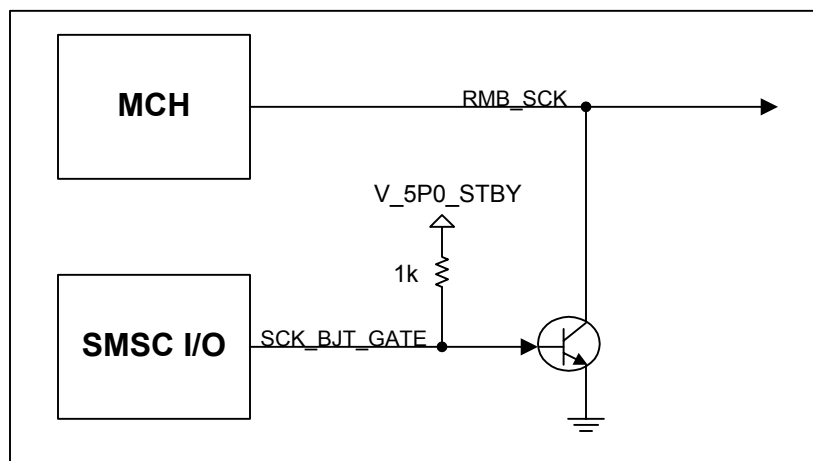 MCH
RMB_SCK
V_5P0_STBY
1k
SMSC I/O
SCK_BJT_GATE